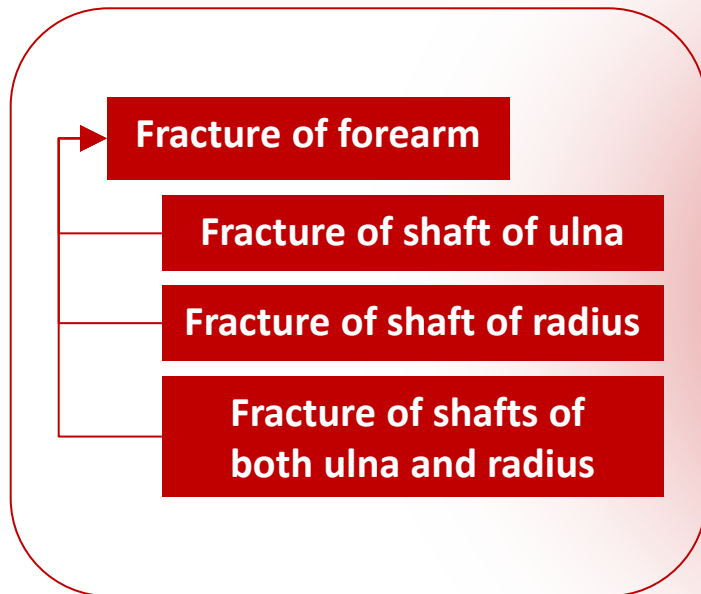 Fracture of forearm
Fracture of shaft of ulna
Fracture of shaft of radius
Fracture of shafts of
both ulna and radius